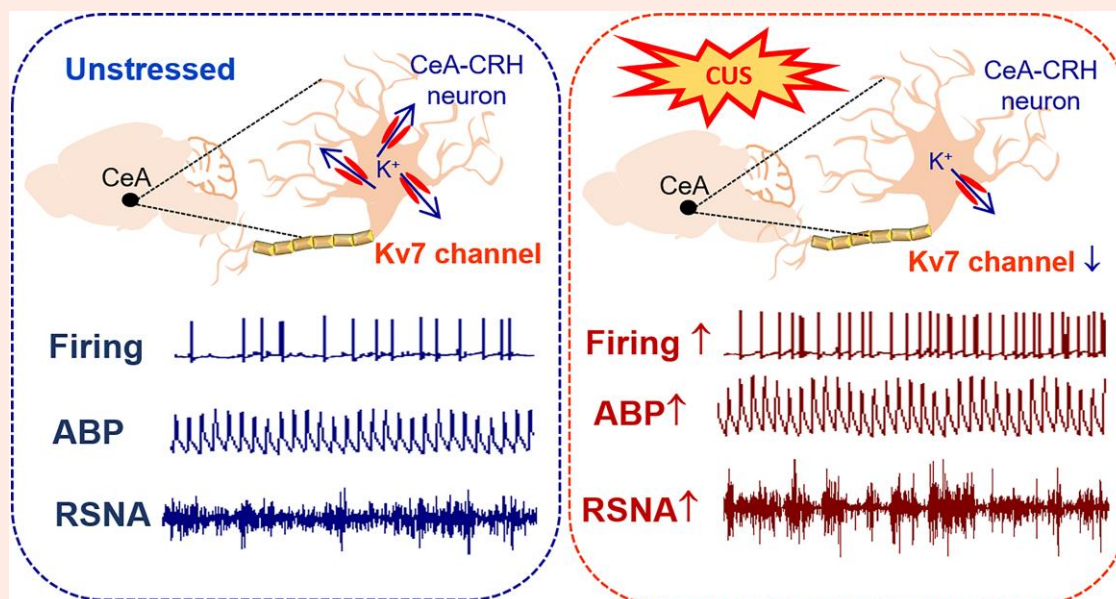 Unstressed
CeA-CRH
neuron
K+
CeA
Kv7 channel
Firing
ABP
RSNA
CUS
CeA-CRH
neuron
K+
CeA
Kv7 channel ↓
Firing ↑
ABP↑
RSNA↑